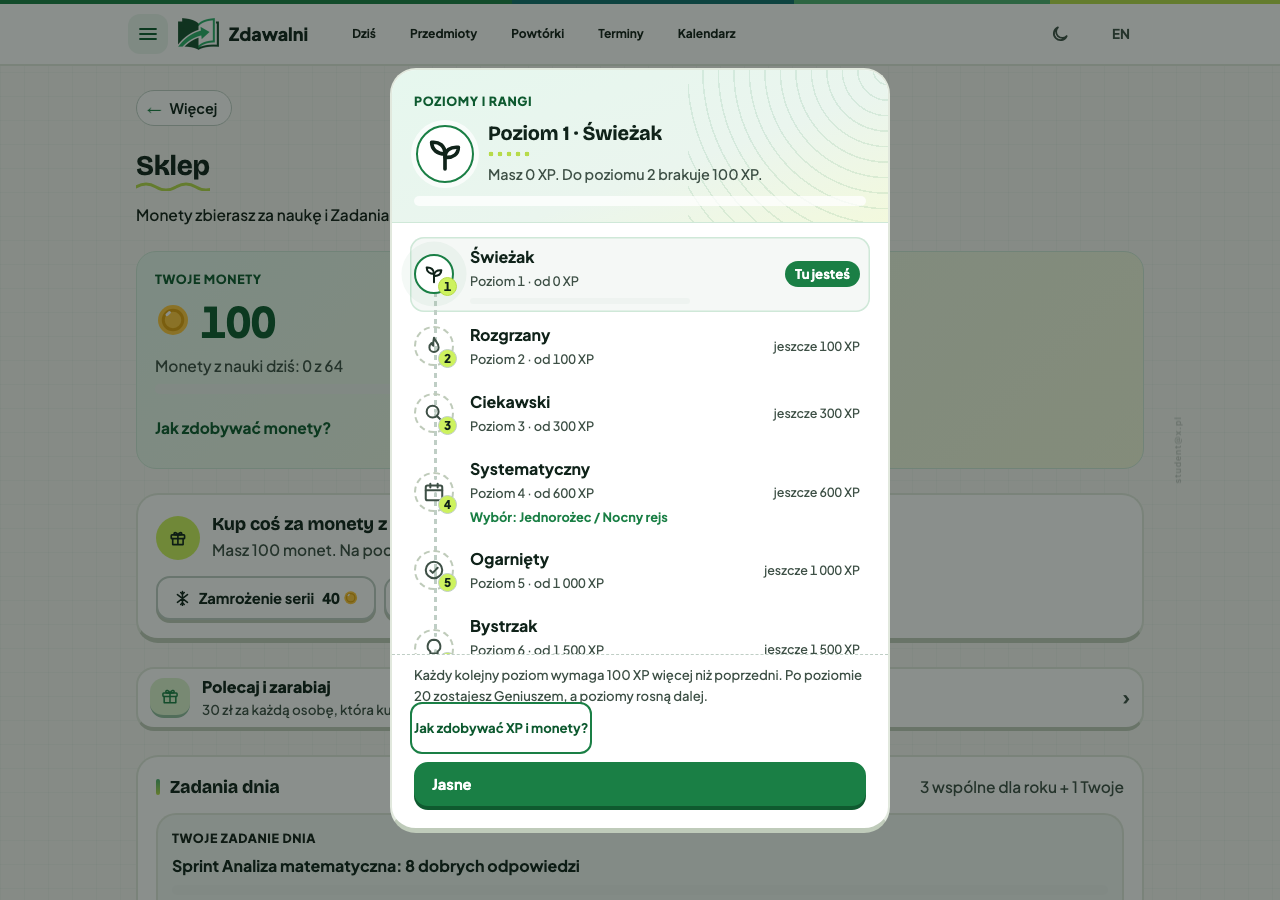 Zdawalni
Dziś
Przedmioty
Powtórki
Terminy
Kalendarz
EN
← Więcej
Sklep
Monety zbierasz za naukę i Zadania
TWOJE MONETY
100
Monety z nauki dziś: 0 z 64
Jak zdobywać monety?
Kup coś za monety z
Masz 100 monet. Na
Zamrożenie serii 40
Polecaj i zarabiaj
30 zł za każdą osobę, która
›
Zadania dnia
3 wspólne dla roku + 1 Twoje
TWOJE ZADANIE DNIA
Sprint Analiza matematyczna: 8 dobrych odpowiedzi
student@x.pl
POZIOMY I RANGI
Poziom 1 · Świeżak
Masz 0 XP. Do poziomu 2 brakuje 100 XP.
1
Świeżak
Poziom 1 · od 0 XP
Tu jesteś
2
Rozgrzany
Poziom 2 · od 100 XP
jeszcze 100 XP
3
Ciekawski
Poziom 3 · od 300 XP
jeszcze 300 XP
4
Systematyczny
Poziom 4 · od 600 XP
Wybór: Jednorożec / Nocny rejs
jeszcze 600 XP
5
Ogarnięty
Poziom 5 · od 1 000 XP
jeszcze 1 000 XP
Bystrzak
Poziom 6 · od 1 500 XP
jeszcze 1 500 XP
Każdy kolejny poziom wymaga 100 XP więcej niż poprzedni. Po poziomie
20 zostajesz Geniuszem, a poziomy rosną dalej.
Jak zdobywać XP i monety?
Jasne